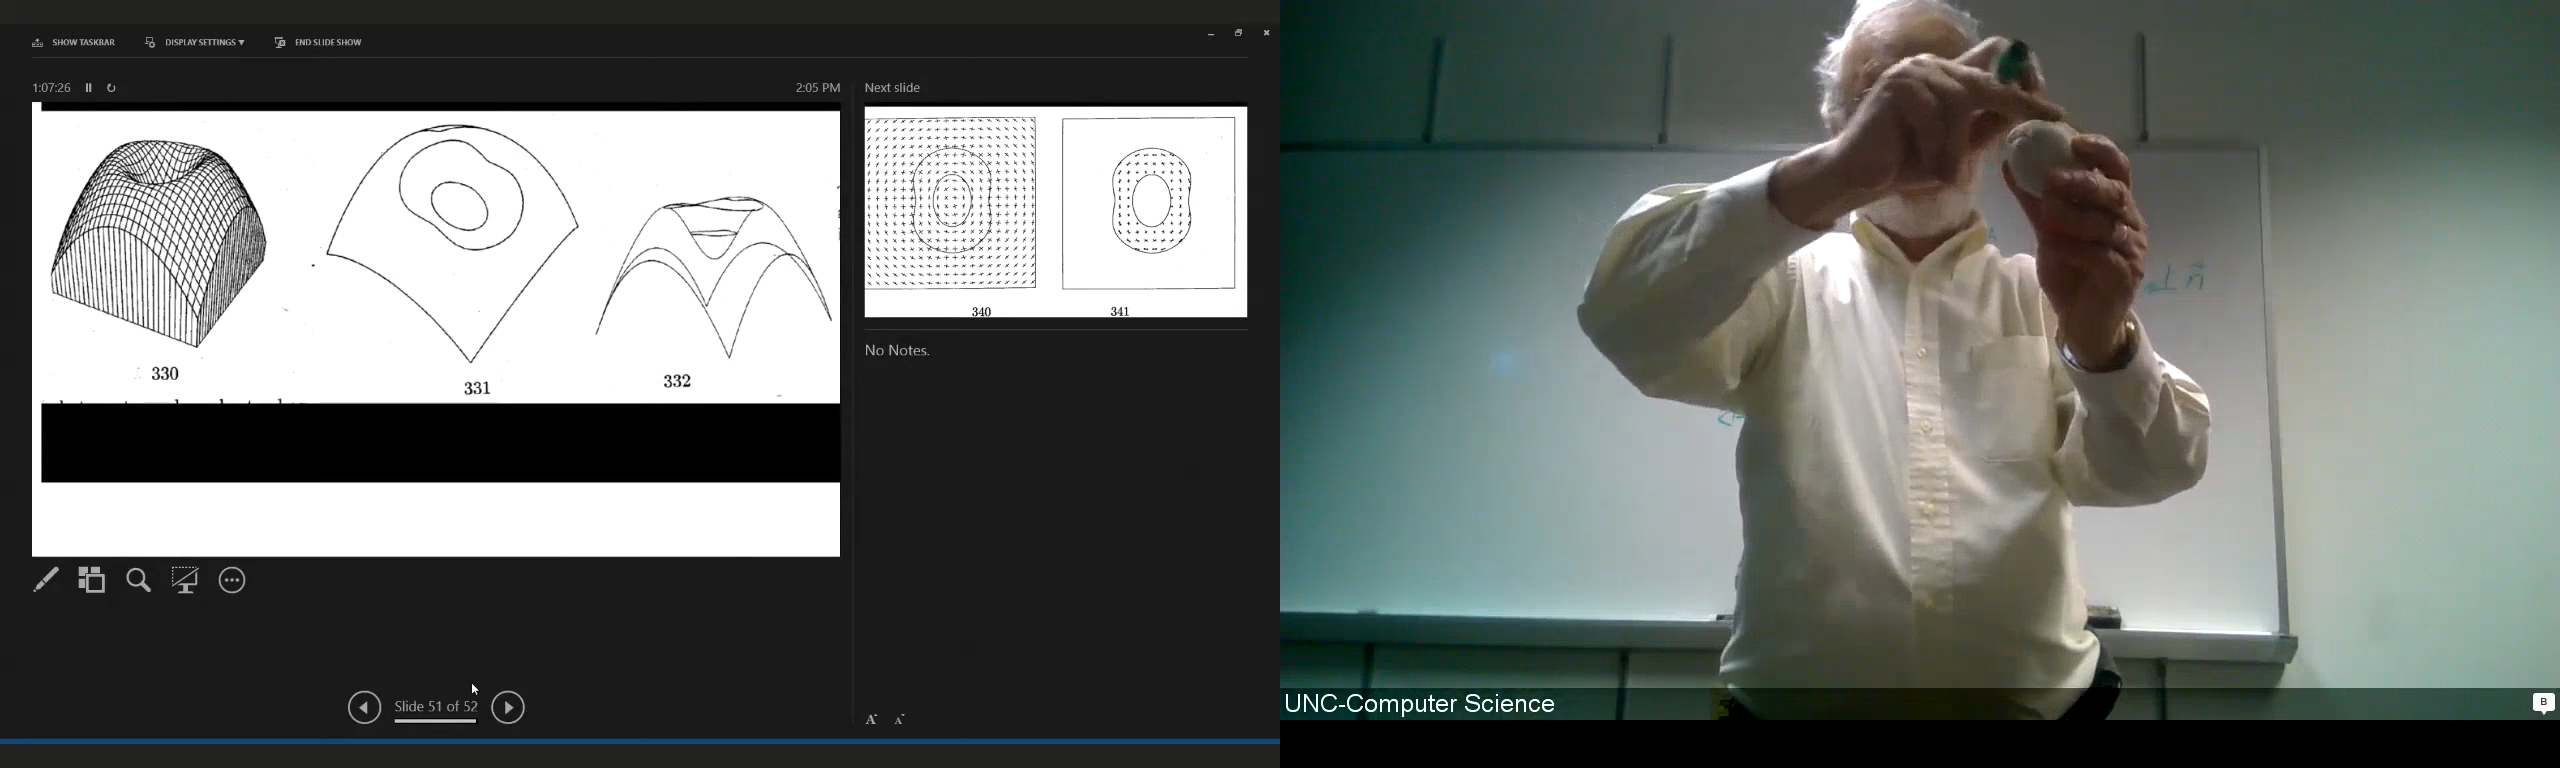 SHOW TASKBAR
DISPLAY SETTINGS ▼
END SLIDE SHOW
1:07:26
2:05 PM
Next slide
330
331
332
340
341
No Notes.
Slide 51 of 52
A A
UNC-Computer Science
B